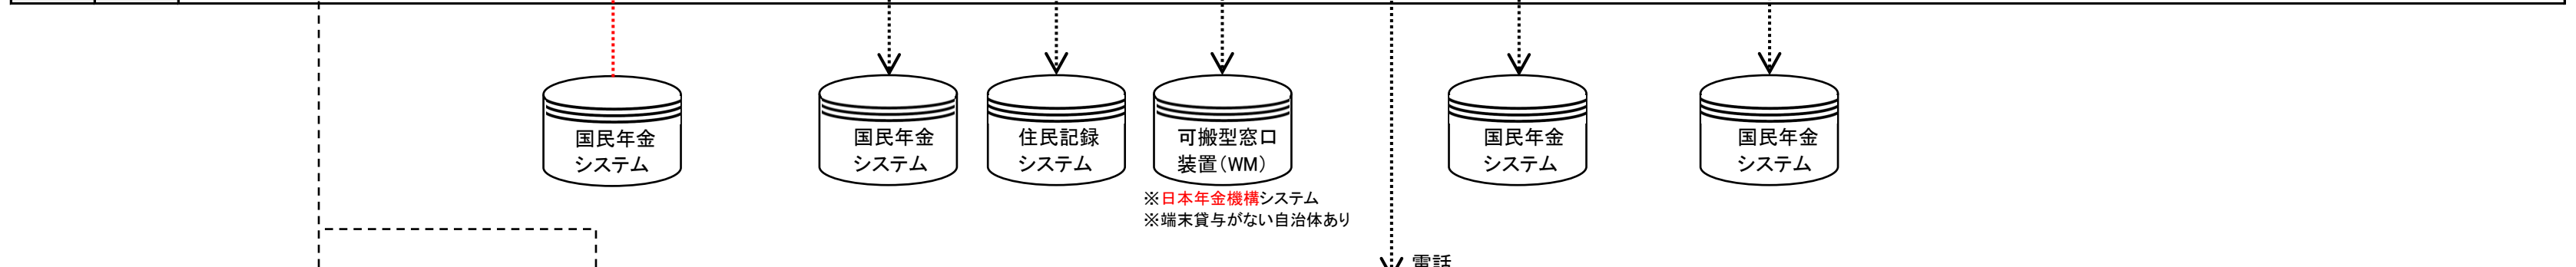 国民年金
システム
国民年金
システム
住民記録
システム
可搬型窓口
装置（WM）
※日本年金機構システム
※端末貸与がない自治体あり
国民年金
システム
国民年金
システム
電話